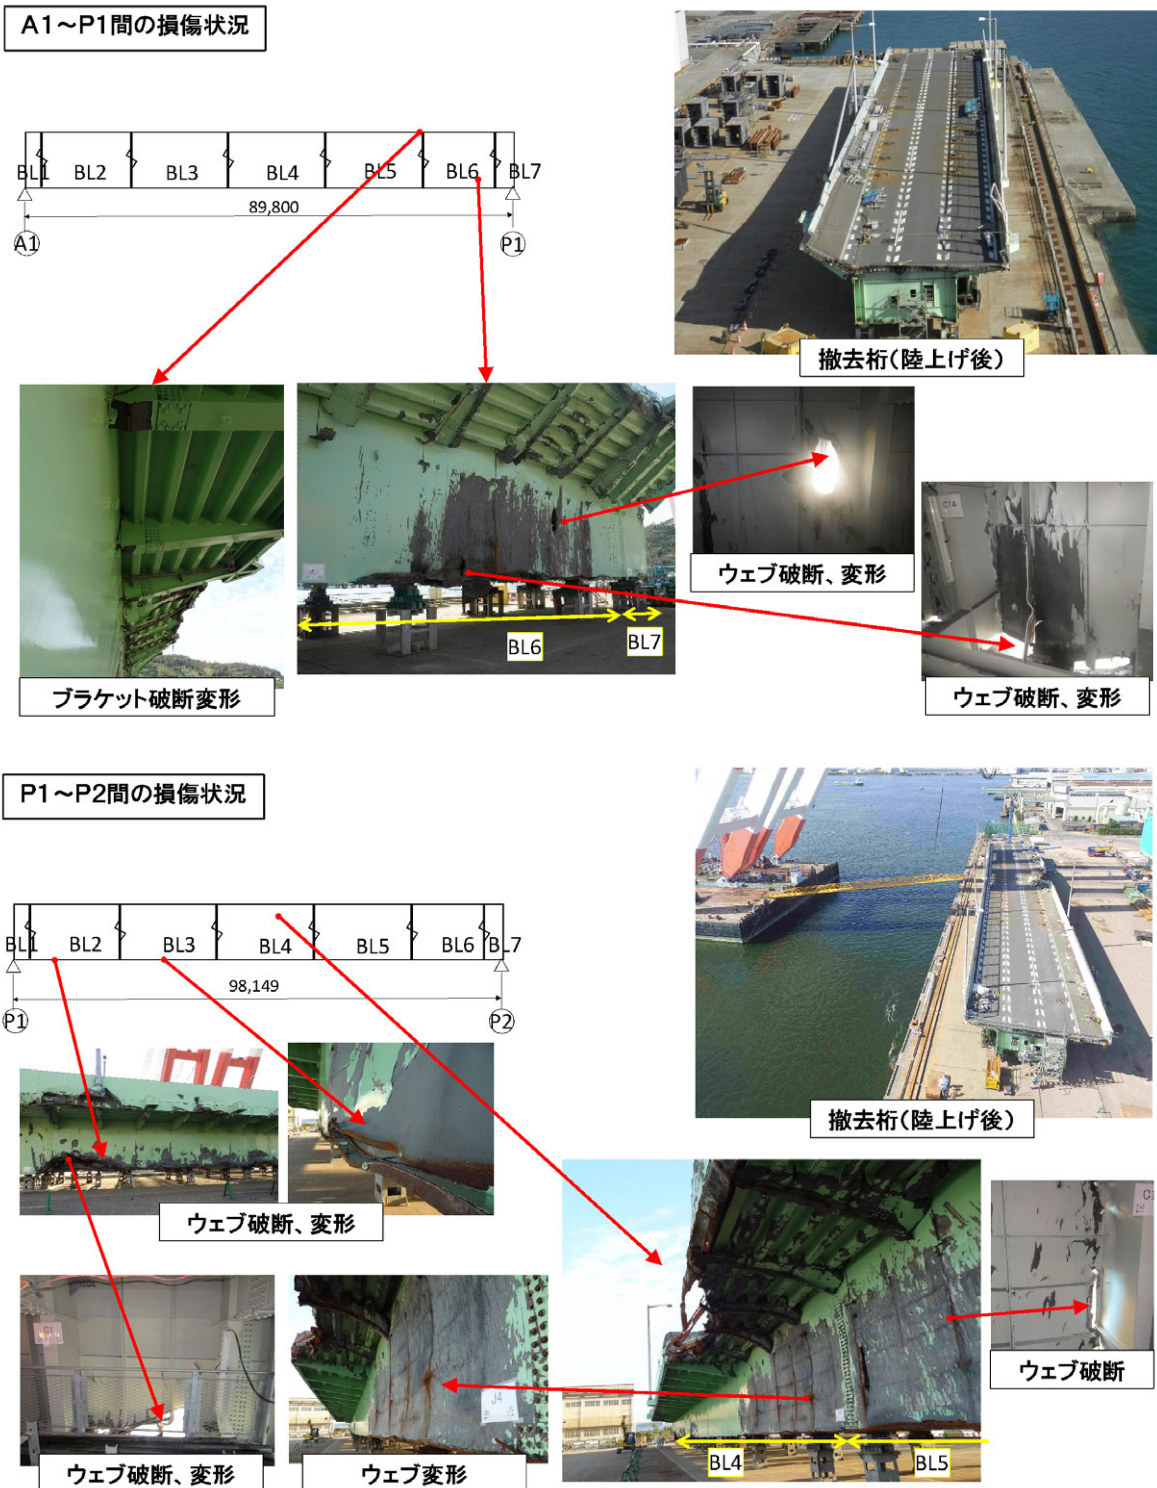 A1～P1間の損傷状況
BL1
BL2
BL3
BL4
BL5
BL6
BL7
89,800
A1
P1
撤去桁(陸上げ後)
ブラケット破断変形
BL6
BL7
ウェブ破断、変形
C14
ウェブ破断、変形
P1～P2間の損傷状況
BL1
BL2
BL3
BL4
BL5
BL6
BL7
98,149
P1
P2
撤去桁(陸上げ後)
ウェブ破断、変形
C1
ウェブ破断、変形
J4
ウェブ変形
BL4
BL5
ウェブ破断